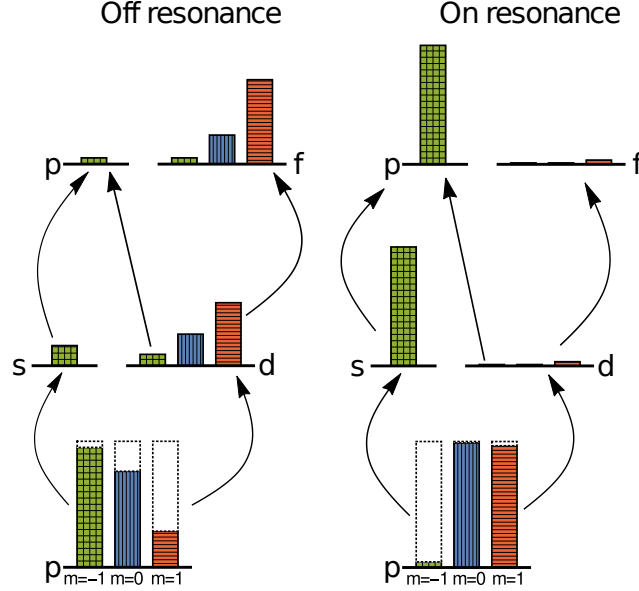 Off resonance
On resonance
p
f
p
f
s
d
s
d
p
m=-1 m=0 m=1
p
m=-1 m=0 m=1